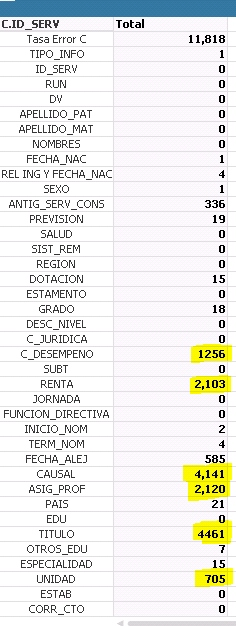 C.ID_SERV Total
Tasa Error C 11,818
TIPO_INFO 1
ID_SERV 0
RUN 0
DV 0
APELLIDO_PAT 0
APELLIDO_MAT 0
NOMBRES 0
FECHA_NAC 1
REL ING Y FECHA_NAC 4
SEXO 1
ANTIG_SERV_CONS 336
PREVISION 19
SALUD 0
SIST_REM 0
REGION 0
DOTACION 15
ESTAMENTO 0
GRADO 18
DESC_NIVEL 0
C_JURIDICA 0
C_DESEMPENO 1256
SUBT 0
RENTA 2,103
JORNADA 0
FUNCION_DIRECTIVA 0
INICIO_NOM 2
TERM_NOM 4
FECHA_ALEJ 585
CAUSAL 4,141
ASIG_PROF 2,120
PAIS 21
EDU 0
TITULO 4461
OTROS_EDU 7
ESPECIALIDAD 15
UNIDAD 705
ESTAB 0
CORR_CTO 0